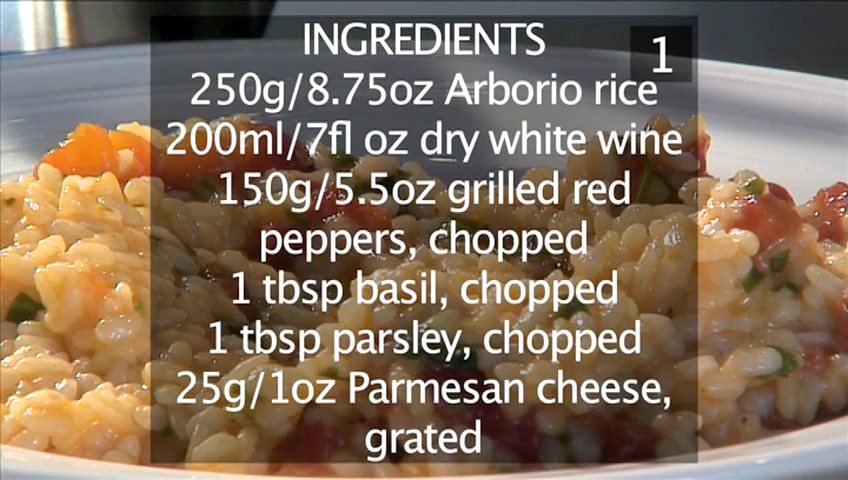 INGREDIENTS
1
250g/8.75oz Arborio rice
200ml/7fl oz dry white wine
150g/5.5oz grilled red
peppers, chopped
1 tbsp basil, chopped
1 tbsp parsley, chopped
25g/1oz Parmesan cheese,
grated